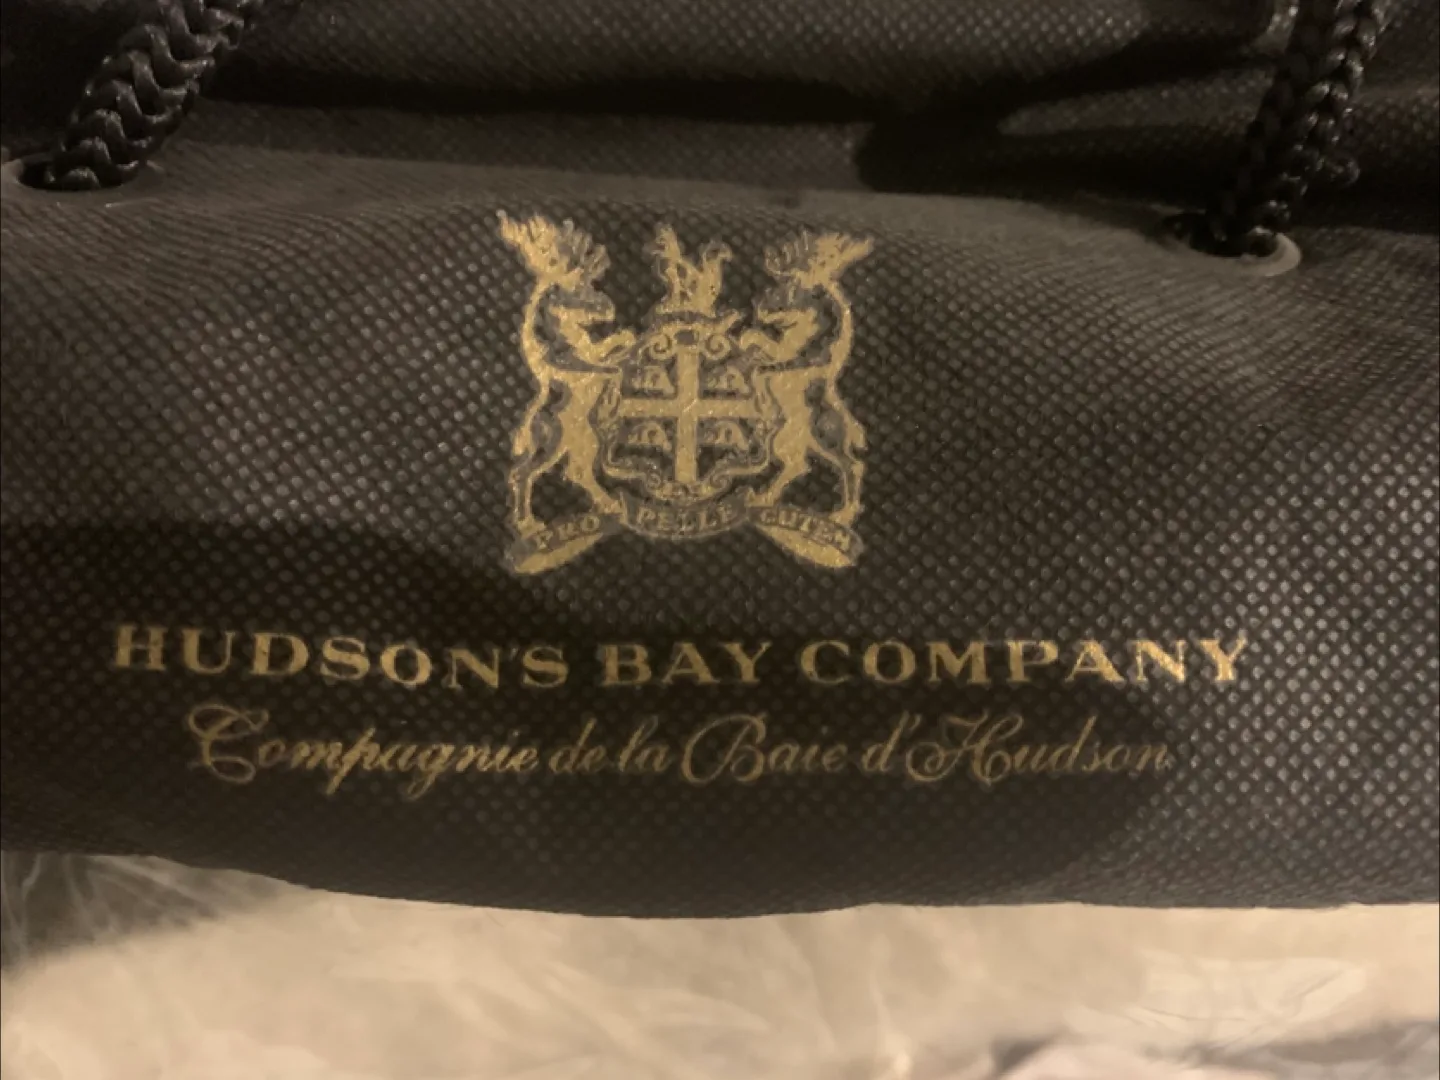 PRO PELLE CUTEM
HUDSON'S BAY COMPANY
Compagnie de la Baie d'Hudson